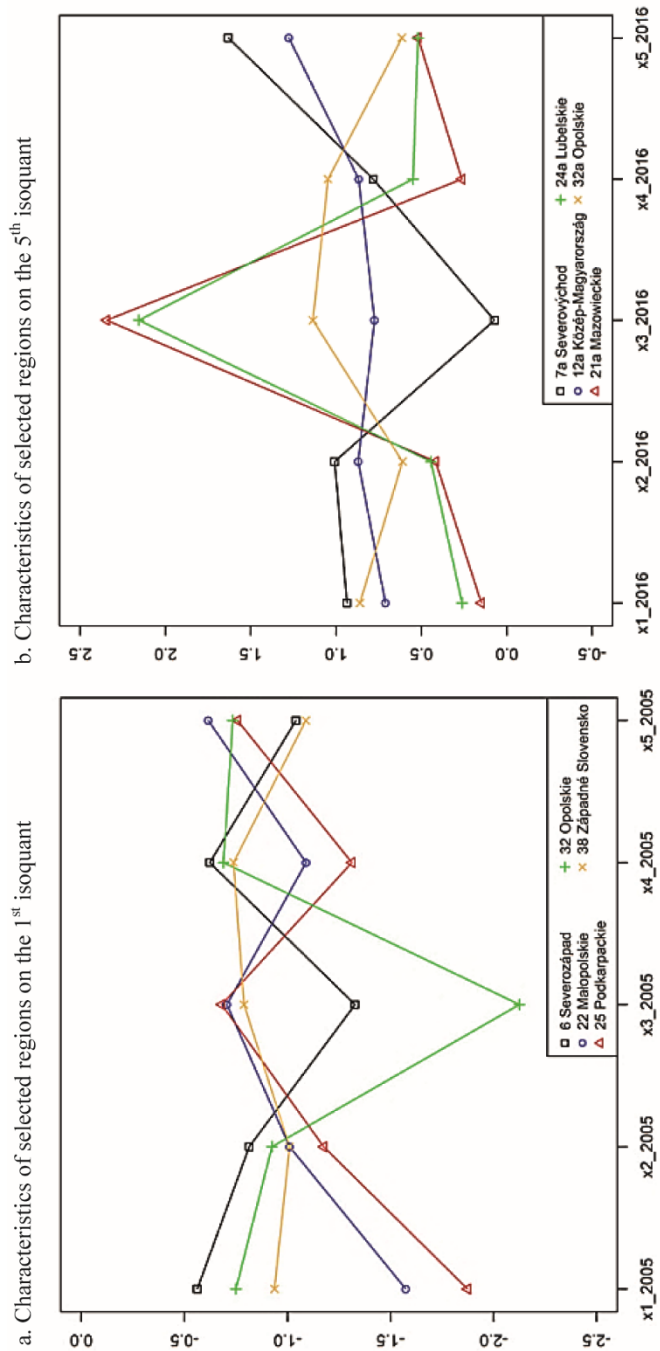 a. Characteristics of selected regions on the 1st isoquant
0.0
-0.5
-1.0
-1.5
-2.0
-2.5
x1_2005
x2_2005
x3_2005
x4_2005
x5_2005
6 Severozápad
22 Małopolskie
25 Podkarpackie
32 Opolskie
38 Západné Slovensko
b. Characteristics of selected regions on the 5th isoquant
2.5
2.0
1.5
1.0
0.5
0.0
-0.5
x1_2016
x2_2016
x3_2016
x4_2016
x5_2016
7a Severovýchod
12a Közép-Magyarország
21a Mazowieckie
24a Lubelskie
32a Opolskie